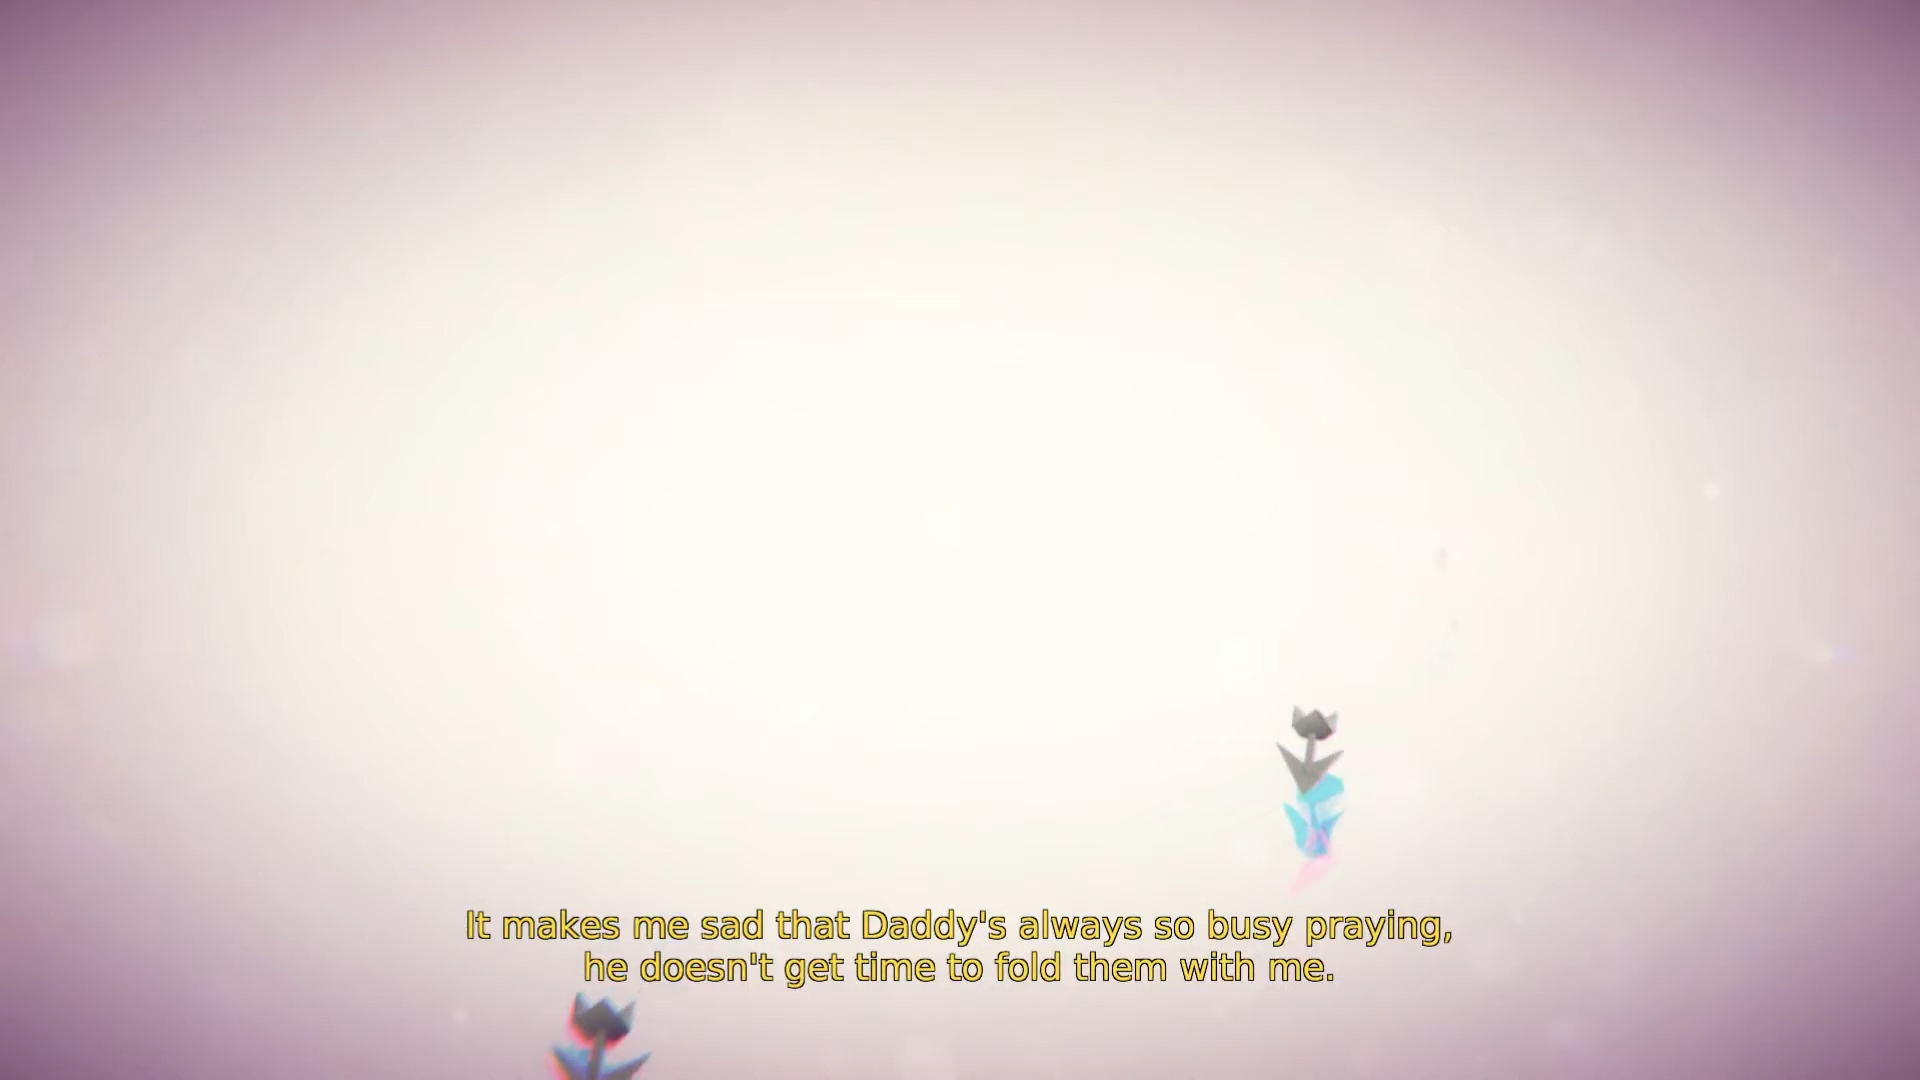 It makes me sad that Daddy's always so busy praying,
he doesn't get time to fold them with me.